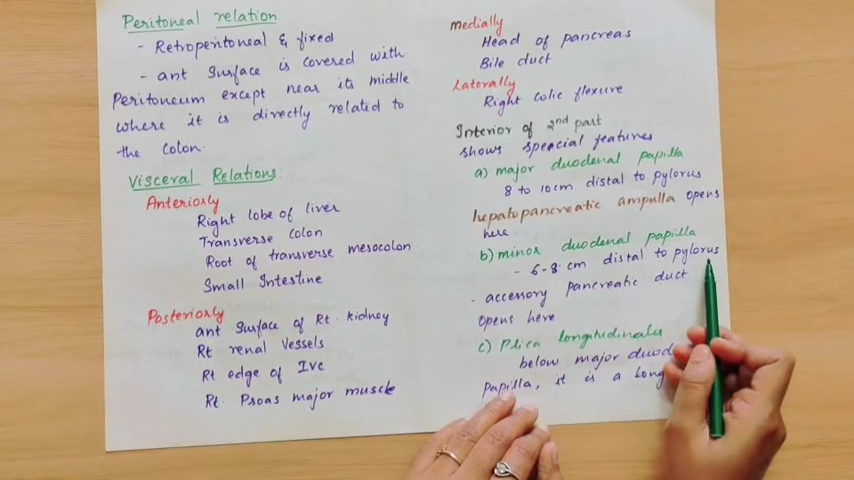 Peritoneal relation
- Retroperitoneal & fixed
- ant surface is covered with
Peritoneum except near its middle
where it is directly related to
the colon.
Visceral Relations:
Anteriorly
Right lobe of liver
Transverse colon
Root of transverse mesocolon
Small Intestine
Posteriorly
ant surface of Rt. kidney
Rt renal vessels
Rt edge of IVC
Rt. Psoas major muscle
medially
Head of pancreas
Bile duct
Laterally
Right colic flexure
Interior of 2nd part
shows special features
a) major duodenal papilla
8 to 10cm distal to pylorus
hepatopancreatic ampulla opens
here.
b) minor duodenal papilla
- 6-8 cm distal to pylorus
- accessory pancreatic duct
opens here
c) Plica longitudinales
below major
papilla, it is a